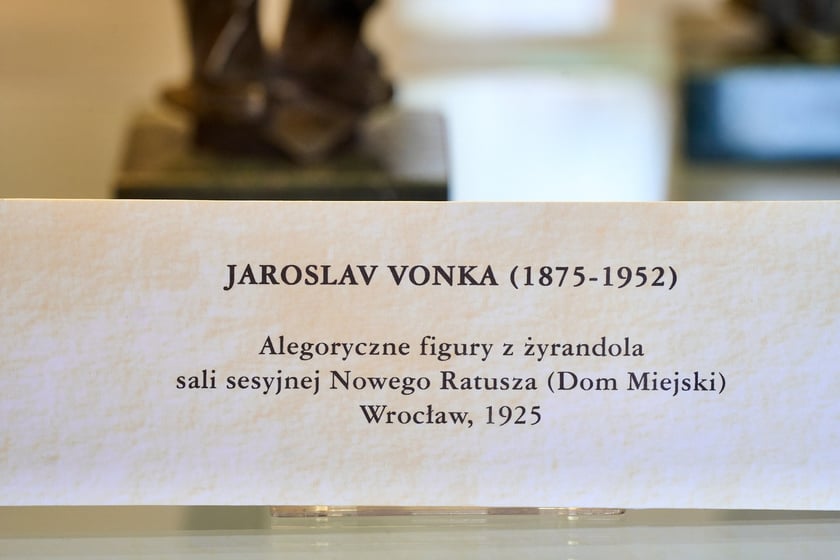 JAROSLAV VONKA (1875-1952)
Alegoryczne figury z żyrandola
sali sesyjnej Nowego Ratusza (Dom Miejski)
Wrocław, 1925